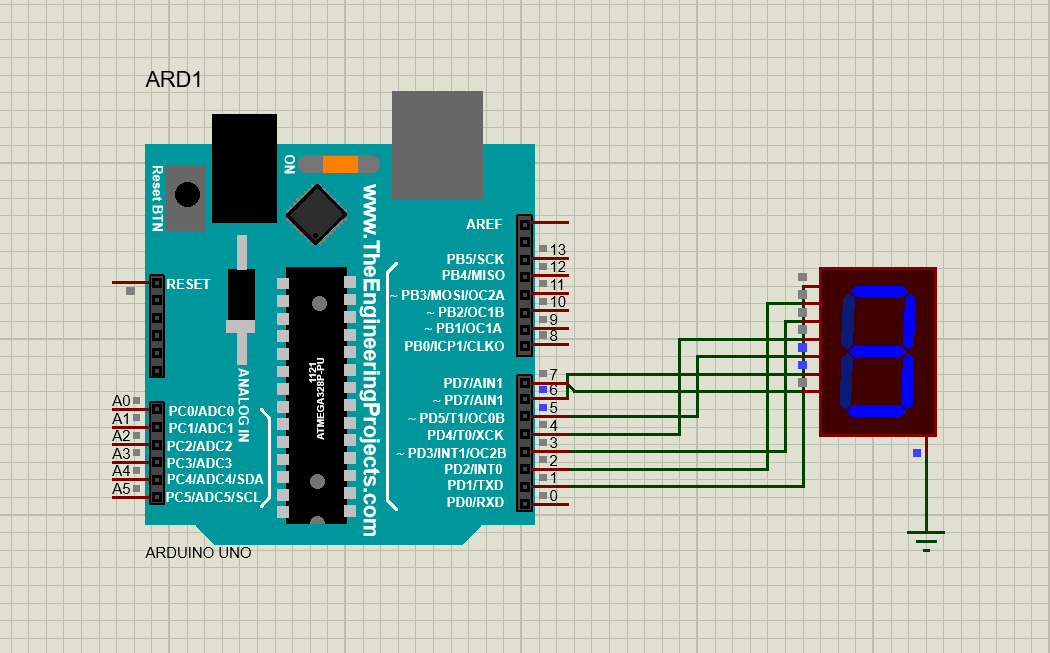 ARD1
ON
Reset BTN
www.TheEngineeringProjects.com
RESET
1121
ATMEGA328P-PU
ANALOG IN
A0 PC0/ADC0
A1 PC1/ADC1
A2 PC2/ADC2
A3 PC3/ADC3
A4 PC4/ADC4/SDA
A5 PC5/ADC5/SCL
AREF
PB5/SCK 13
PB4/MISO 12
~ PB3/MOSI/OC2A 11
~ PB2/OC1B 10
~ PB1/OC1A 9
PB0/ICP1/CLKO 8
PD7/AIN1 7
~ PD7/AIN1 6
~ PD5/T1/OC0B 5
PD4/T0/XCK 4
~ PD3/INT1/OC2B 3
PD2/INT0 2
PD1/TXD 1
PD0/RXD 0
ARDUINO UNO
3